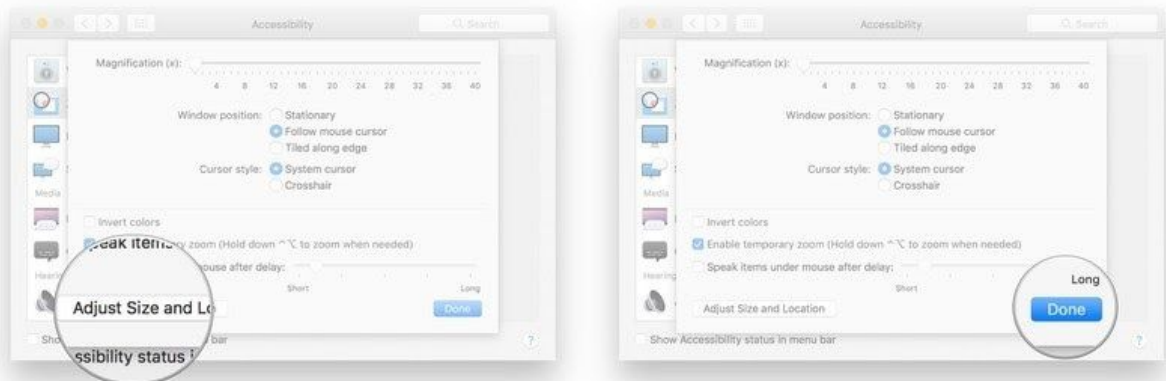 Accessibility
Search
Magnification (x):
4 8 12 16 20 24 28 32 36 40
Window position: Stationary
Follow mouse cursor
Tiled along edge
Cursor style: System cursor
Crosshair
Media
Invert colors
peak items
ry zoom (Hold down ^⌥ to zoom when needed)
mouse after delay:
Hearing
Short Long
Adjust Size and Lo
Done
Sho
bar
ssibility status i
?
Accessibility
Search
Magnification (x):
4 8 12 16 20 24 28 32 36 40
Window position: Stationary
Follow mouse cursor
Tiled along edge
Cursor style: System cursor
Crosshair
Media
Invert colors
Enable temporary zoom (Hold down ^⌥ to zoom when needed)
Speak items under mouse after delay:
Hearing
Short Long
Adjust Size and Location
Done
Show Accessibility status in menu bar
?